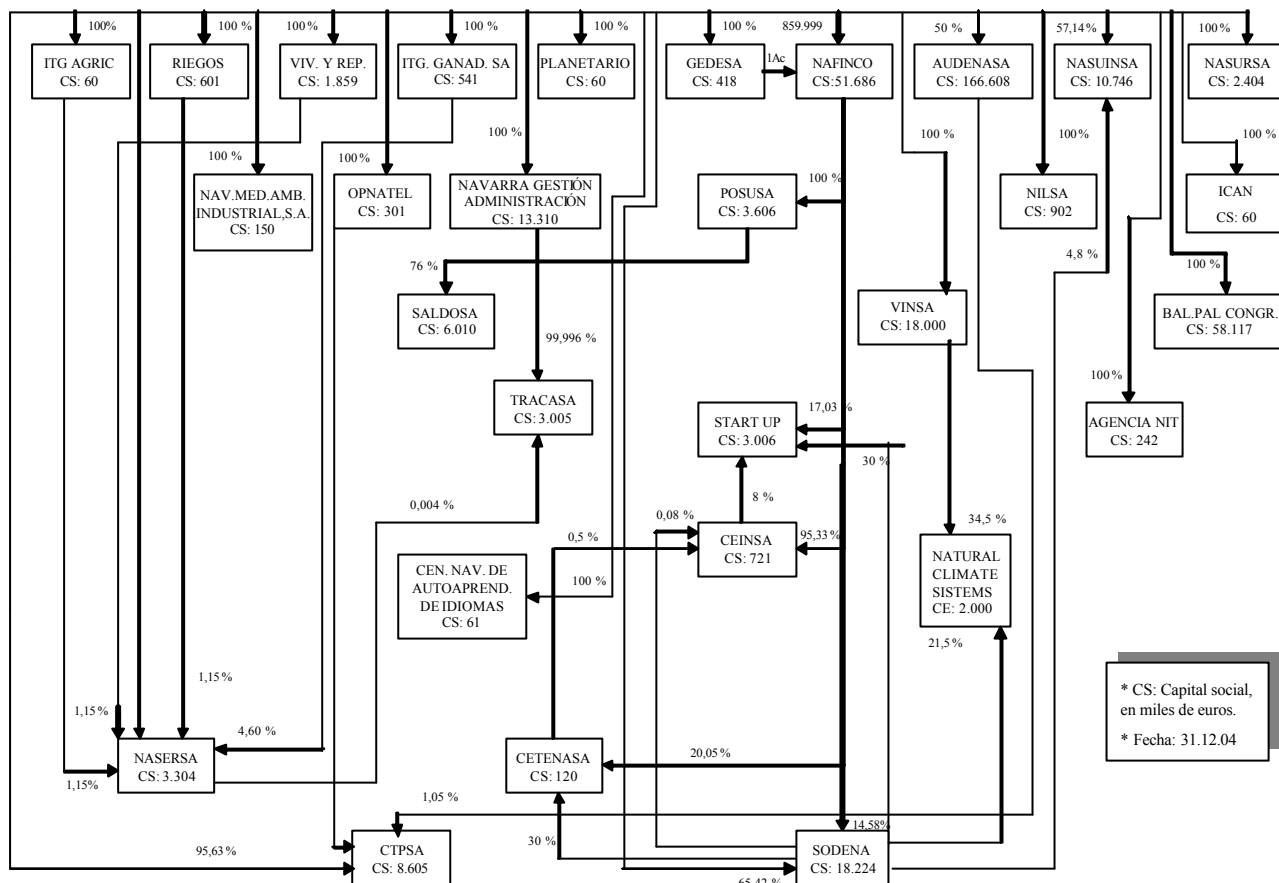 100% 100% 100% 100% 100% 100% 100% 859.999 50 % 57,14% 100%
ITG AGRIC
CS: 60
RIEGOS
CS: 601
VIV. Y REP.
CS: 1.859
ITG. GANAD. SA
CS: 541
PLANETARIO
CS: 60
GEDESA
CS: 418
1Ac
NAFINCO
CS:51.686
AUDENASA
CS: 166.608
NASUINSA
CS: 10.746
NASURSA
CS: 2.404
100 % 100% 100 % 100 % 100% 100 %
NAV.MED.AMB.
INDUSTRIAL,S.A.
CS: 150
OPNATEL
CS: 301
NAVARRA GESTIÓN
ADMINISTRACIÓN
CS: 13.310
POSUSA
CS: 3.606
100 %
NILSA
CS: 902
ICAN
CS: 60
76 %
4,8 %
100 %
SALDOSA
CS: 6.010
VINSA
CS: 18.000
BAL.PAL CONGR.
CS: 58.117
99,996 %
100 %
TRACASA
CS: 3.005
17,03 %
START UP
CS: 3.006
30 %
AGENCIA NIT
CS: 242
0,004 %
8 %
0,08 %
34,5 %
0,5 %
CEINSA
CS: 721
95,33 %
NATURAL
CLIMATE
SISTEMS
CE: 2.000
CEN. NAV. DE
AUTOAPREND.
DE IDIOMAS
CS: 61
100 %
21,5 %
1,15%
* CS: Capital social,
en miles de euros.
* Fecha: 31.12.04
1,15%
4,60 %
NASERSA
CS: 3.304
CETENASA
CS: 120
20,05%
1,15%
1,05 %
14,58%
30 %
95,63%
CTPSA
CS: 8.605
SODENA
CS: 18.224
65,42%